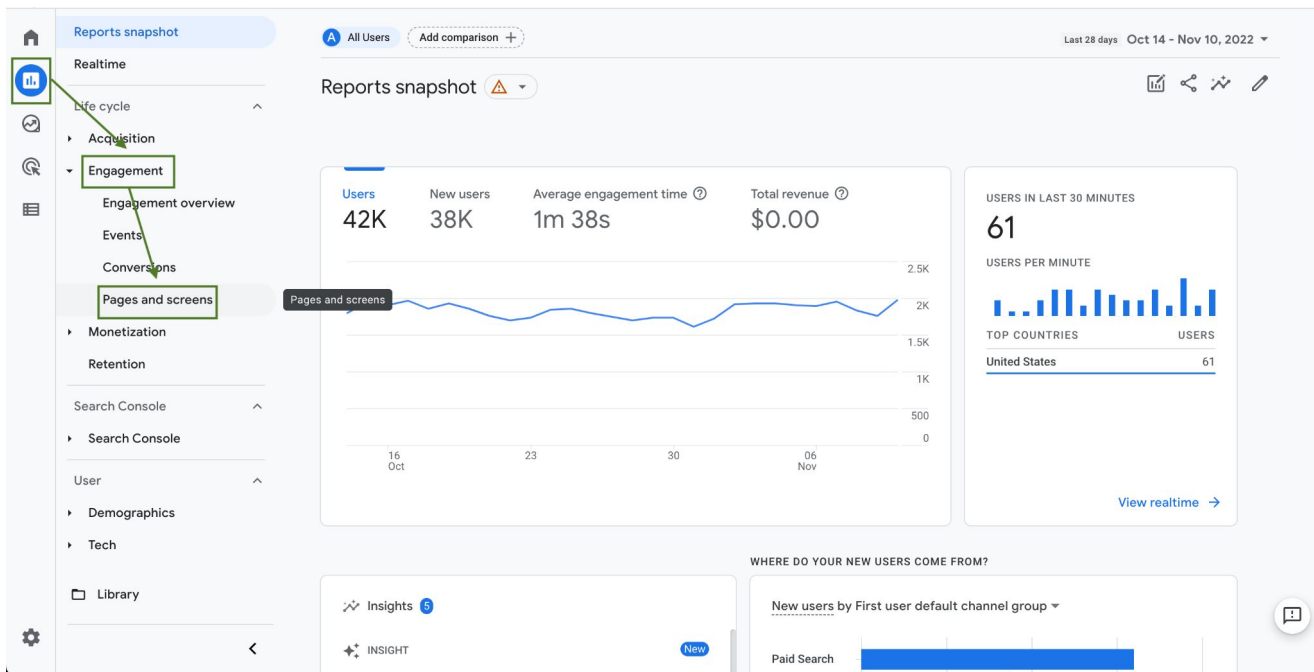 Reports snapshot
Realtime
Life cycle
Acquisition
Engagement
Engagement overview
Events
Conversions
Pages and screens
Monetization
Retention
Search Console
Search Console
User
Demographics
Tech
Library
A All Users Add comparison +
Last 28 days Oct 14 - Nov 10, 2022
Reports snapshot
Users New users Average engagement time Total revenue
42K 38K 1m 38s $0.00
2.5K
2K
1.5K
1K
500
0
Pages and screens
16 23 30 06
Oct Nov
USERS IN LAST 30 MINUTES
61
USERS PER MINUTE
TOP COUNTRIES USERS
United States 61
View realtime
Insights 5
INSIGHT New
WHERE DO YOUR NEW USERS COME FROM?
New users by First user default channel group
Paid Search